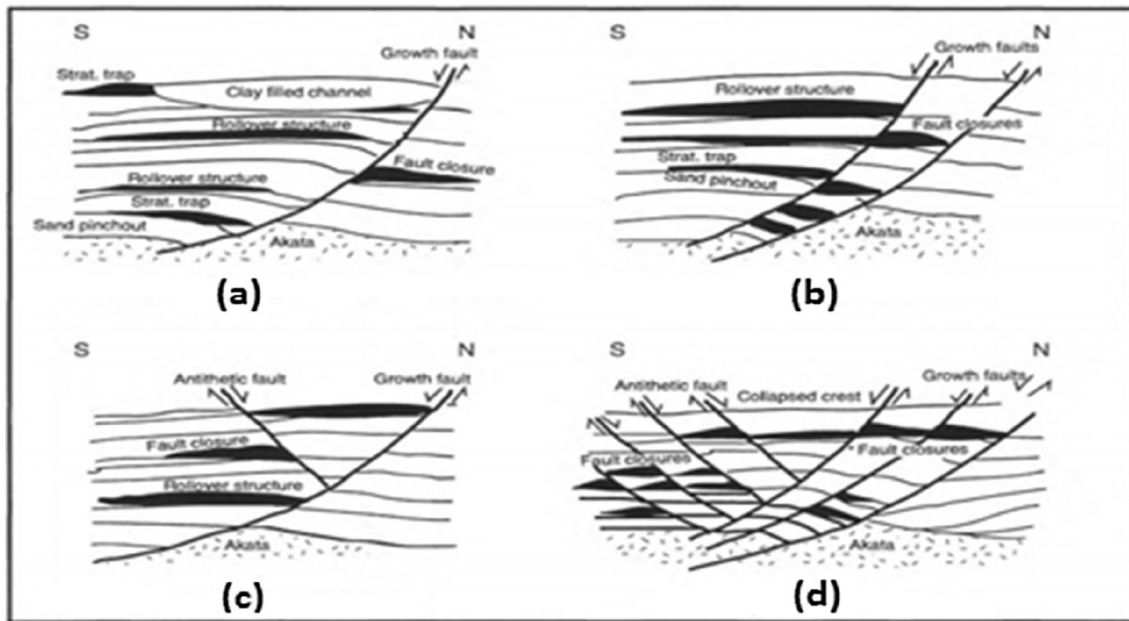 S N
Growth fault
Strat. trap
Clay filled channel
Rollover structure
Fault closure
Rollover structure
Strat. trap
Sand pinchout
Akata
(a)
S N
Growth faults
Rollover structure
Fault closures
Strat. trap
Sand pinchout
Akata
(b)
S N
Antithetic fault Growth fault
Fault closure
Rollover structure
Akata
(c)
S N
Growth faults
Antithetic fault Collapsed crest
Fault closures
Fault closures
Akata
(d)